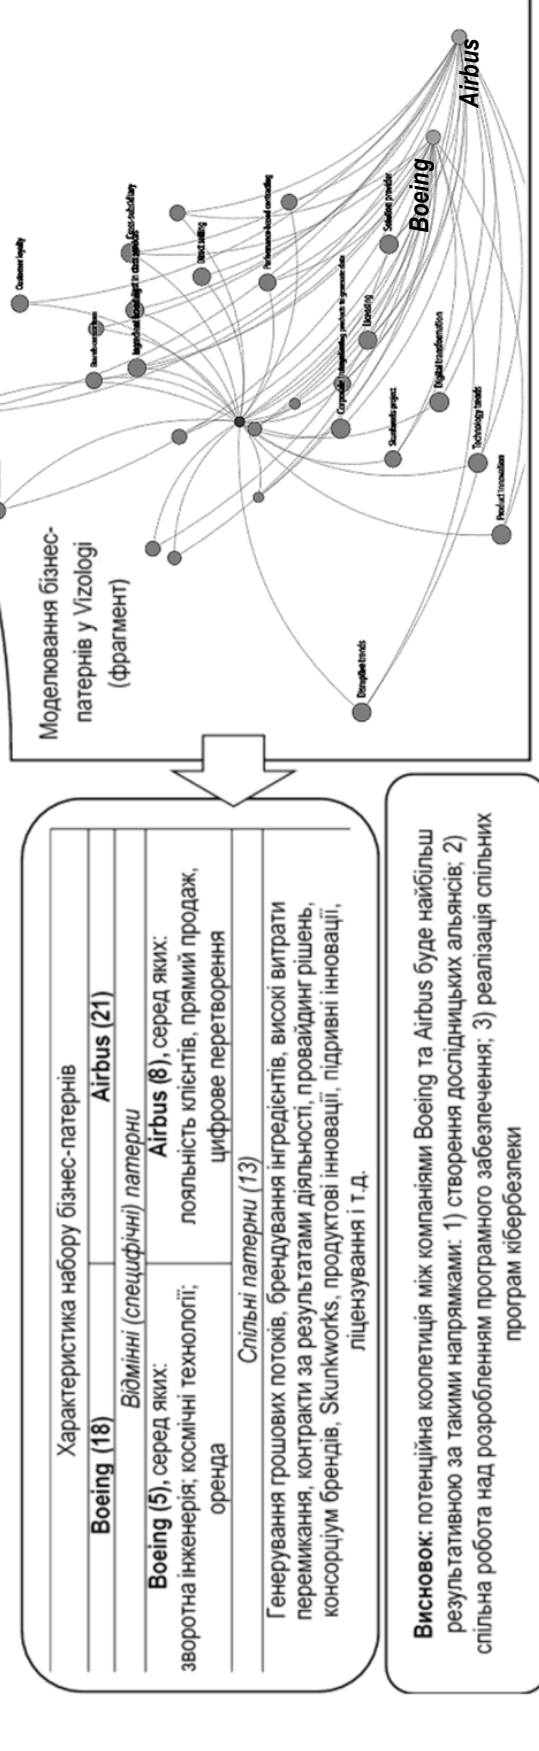 Моделювання бізнес-
патернів у Vizologi
(фрагмент)
Customer loyalty
Cross-subsidiary
Direct selling
Performance-based contracting
Solution provider
Licensing
Digital transformation
Skunkworks project
Technology trends
Product innovation
Disruptive trends
Airbus
Boeing
Характеристика набору бізнес-патернів
Boeing (18) Airbus (21)
Відмінні (специфічні) патерни
Boeing (5), серед яких:
зворотна інженерія; космічні технології;
оренда
Airbus (8), серед яких:
лояльність клієнтів, прямий продаж,
цифрове перетворення
Спільні патерни (13)
Генерування грошових потоків, брендування інгредієнтів, високі витрати
перемикання, контракти за результатами діяльності, провайдинг рішень,
консорціум брендів, Skunkworks, продуктові інновації, підривні інновації,
ліцензування і т.д.
Висновок: потенційна коопетиція між компаніями Boeing та Airbus буде найбільш
результативною за такими напрямками: 1) створення дослідницьких альянсів; 2)
спільна робота над розробленням програмного забезпечення; 3) реалізація спільних
програм кібербезпеки